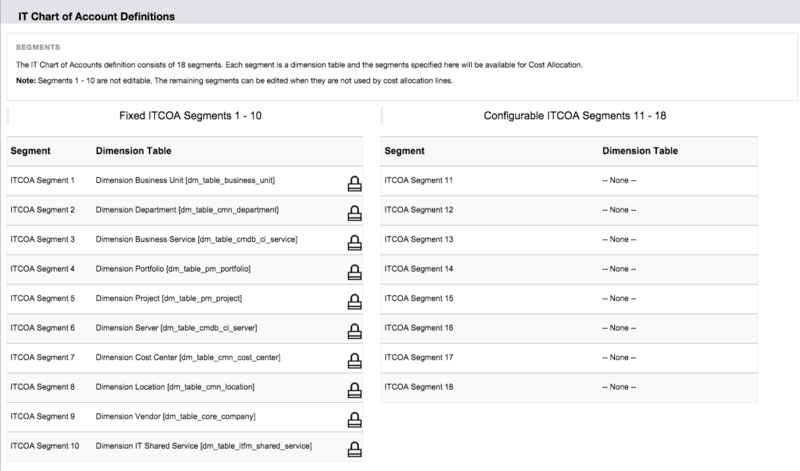 IT Chart of Account Definitions
SEGMENTS
The IT Chart of Accounts definition consists of 18 segments. Each segment is a dimension table and the segments specified here will be available for Cost Allocation.
Note: Segments 1 - 10 are not editable. The remaining segments can be edited when they are not used by cost allocation lines.
Fixed ITCOA Segments 1 - 10
Segment Dimension Table
ITCOA Segment 1 Dimension Business Unit [dm_table_business_unit]
ITCOA Segment 2 Dimension Department [dm_table_cmn_department]
ITCOA Segment 3 Dimension Business Service [dm_table_cmdb_ci_service]
ITCOA Segment 4 Dimension Portfolio [dm_table_pm_portfolio]
ITCOA Segment 5 Dimension Project [dm_table_pm_project]
ITCOA Segment 6 Dimension Server [dm_table_cmdb_ci_server]
ITCOA Segment 7 Dimension Cost Center [dm_table_cmn_cost_center]
ITCOA Segment 8 Dimension Location [dm_table_cmn_location]
ITCOA Segment 9 Dimension Vendor [dm_table_core_company]
ITCOA Segment 10 Dimension IT Shared Service [dm_table_itfm_shared_service]
Configurable ITCOA Segments 11 - 18
Segment Dimension Table
ITCOA Segment 11 -- None --
ITCOA Segment 12 -- None --
ITCOA Segment 13 -- None --
ITCOA Segment 14 -- None --
ITCOA Segment 15 -- None --
ITCOA Segment 16 -- None --
ITCOA Segment 17 -- None --
ITCOA Segment 18 -- None --